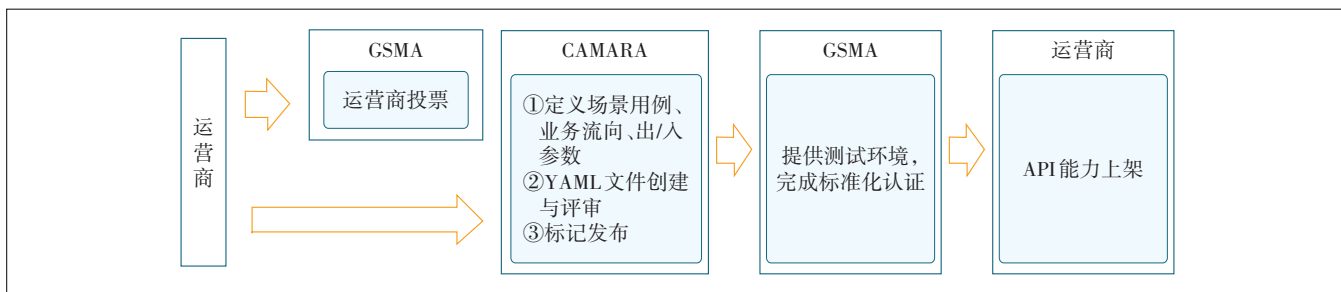 运营商
GSMA
运营商投票
CAMARA
①定义场景用例、
业务流向、出/入
参数
②YAML文件创建
与评审
③标记发布
GSMA
提供测试环境，
完成标准化认证
运营商
API能力上架